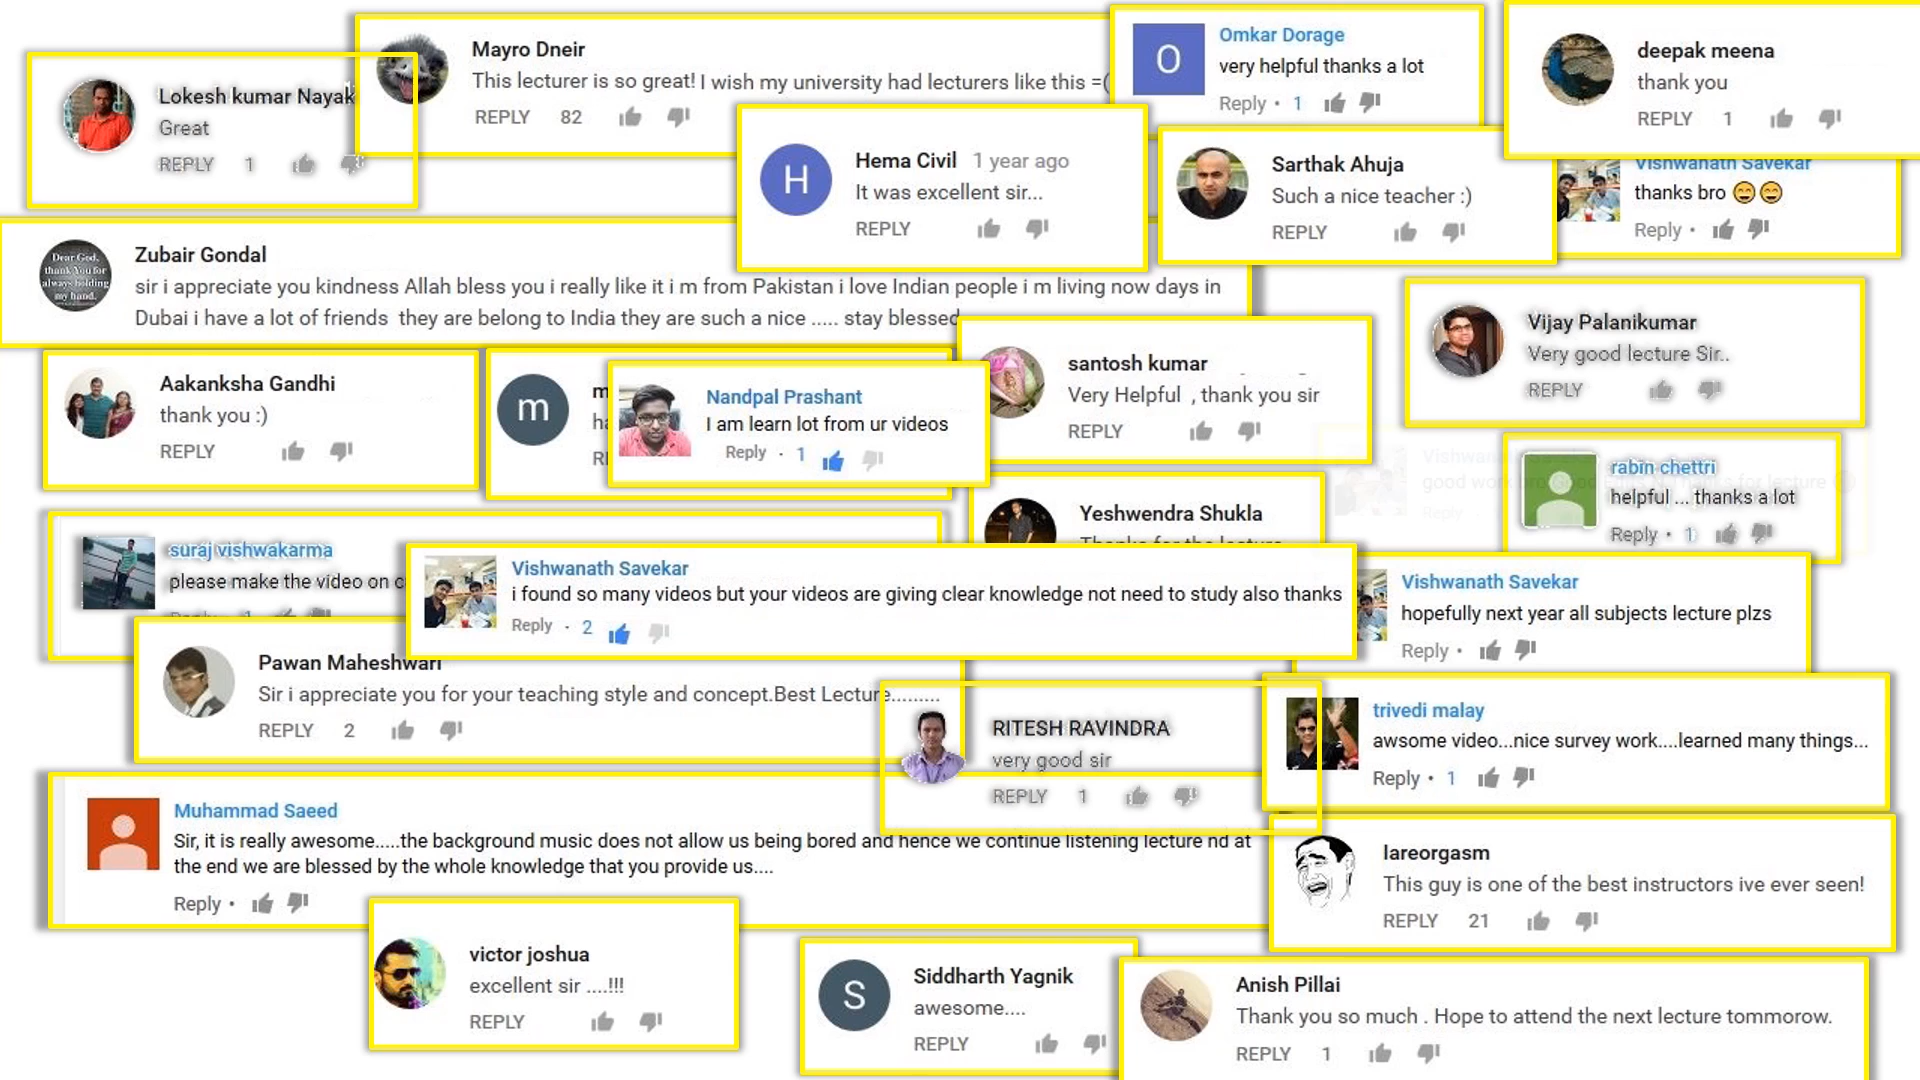 Lokesh kumar Nayak
Great
REPLY 1
Mayro Dneir
This lecturer is so great! I wish my university had lecturers like this =(
REPLY 82
O
Omkar Dorage
very helpful thanks a lot
Reply • 1
deepak meena
thank you
REPLY 1
H
Hema Civil 1 year ago
It was excellent sir...
REPLY
Sarthak Ahuja
Such a nice teacher :)
REPLY
Vishwanath Savekar
thanks bro 😄😄
Reply •
Dear God,
thank You for
always holding
my hand.
Zubair Gondal
sir i appreciate you kindness Allah bless you i really like it i m from Pakistan i love Indian people i m living now days in
Dubai i have a lot of friends they are belong to India they are such a nice ..... stay blessed
Aakanksha Gandhi
thank you :)
REPLY
m
Nandpal Prashant
I am learn lot from ur videos
Reply · 1
santosh kumar
Very Helpful , thank you sir
REPLY
Vijay Palanikumar
Very good lecture Sir..
REPLY
rabin chettri
helpful ... thanks a lot
Reply • 1
Yeshwendra Shukla
Thanks for the lecture
suraj vishwakarma
please make the video on
Vishwanath Savekar
i found so many videos but your videos are giving clear knowledge not need to study also thanks
Reply · 2
Vishwanath Savekar
hopefully next year all subjects lecture plzs
Reply •
Pawan Maheshwari
Sir i appreciate you for your teaching style and concept.Best Lecture.........
REPLY 2
RITESH RAVINDRA
very good sir
REPLY 1
trivedi malay
awsome video...nice survey work....learned many things...
Reply • 1
Muhammad Saeed
Sir, it is really awesome.....the background music does not allow us being bored and hence we continue listening lecture nd at
the end we are blessed by the whole knowledge that you provide us....
Reply •
lareorgasm
This guy is one of the best instructors ive ever seen!
REPLY 21
victor joshua
excellent sir ....!!!
REPLY
S
Siddharth Yagnik
awesome....
REPLY
Anish Pillai
Thank you so much . Hope to attend the next lecture tommorow.
REPLY 1